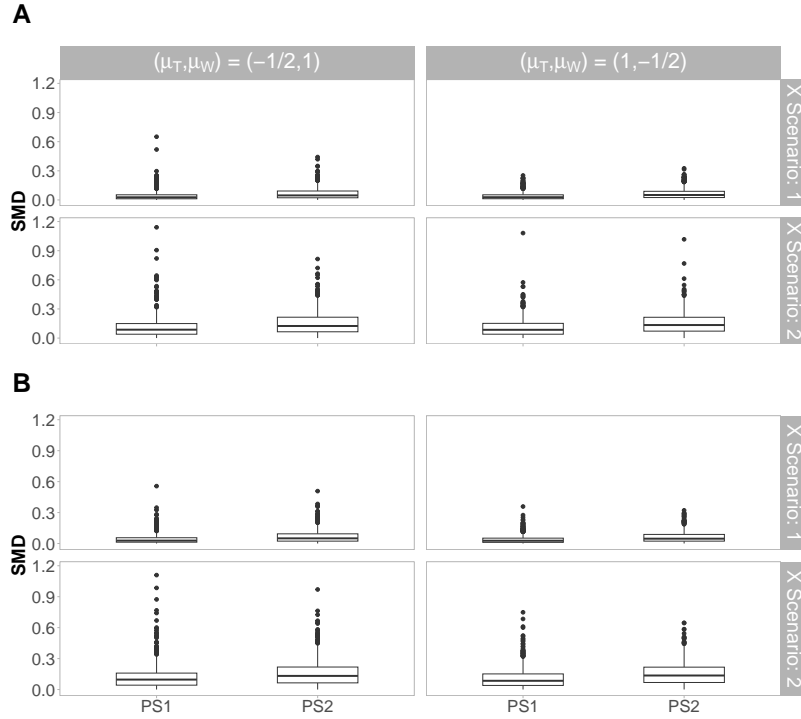 A
(μT,μW) = (−1/2,1)
(μT,μW) = (1,−1/2)
SMD
1.2
0.9
0.6
0.3
0.0
X Scenario: 1
1.2
0.9
0.6
0.3
0.0
X Scenario: 2
B
SMD
1.2
0.9
0.6
0.3
0.0
X Scenario: 1
1.2
0.9
0.6
0.3
0.0
X Scenario: 2
PS1 PS2 PS1 PS2